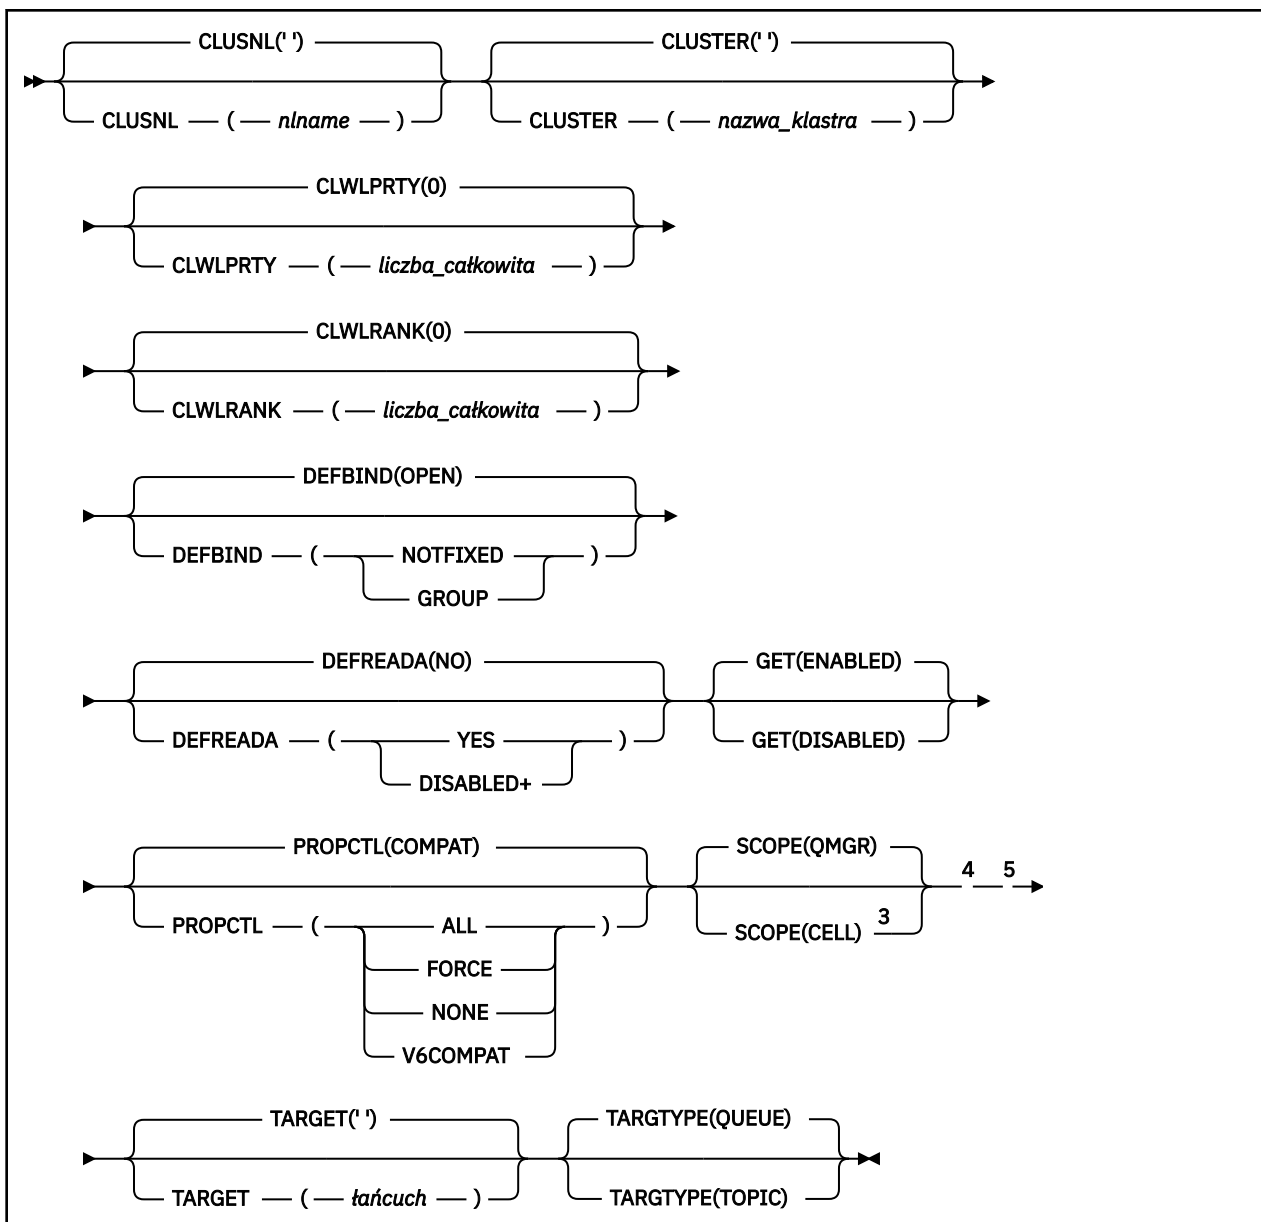 CLUSNL(' ') CLUSTER(' ')
CLUSNL ( nlname ) CLUSTER ( nazwa_klastra )
CLWLPRTY(0)
CLWLPRTY ( liczba_całkowita )
CLWLRANK(0)
CLWLRANK ( liczba_całkowita )
DEFBIND(OPEN)
DEFBIND ( NOTFIXED )
GROUP
DEFREADA(NO) GET(ENABLED)
DEFREADA ( YES ) GET(DISABLED)
DISABLED+
PROPCTL(COMPAT) SCOPE(QMGR)
4 5
PROPCTL ( ALL ) SCOPE(CELL) 3
FORCE
NONE
V6COMPAT
TARGET(' ') TARGTYPE(QUEUE)
TARGET ( łańcuch ) TARGTYPE(TOPIC)